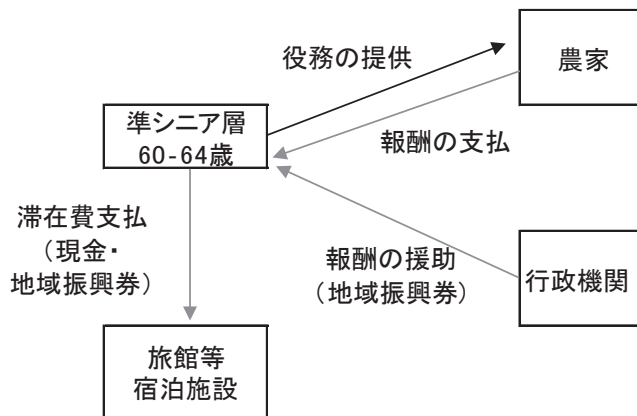 役務の提供
農家
準シニア層
60-64歳
報酬の支払
滞在費支払
（現金・
地域振興券）
報酬の援助
（地域振興券）
行政機関
旅館等
宿泊施設